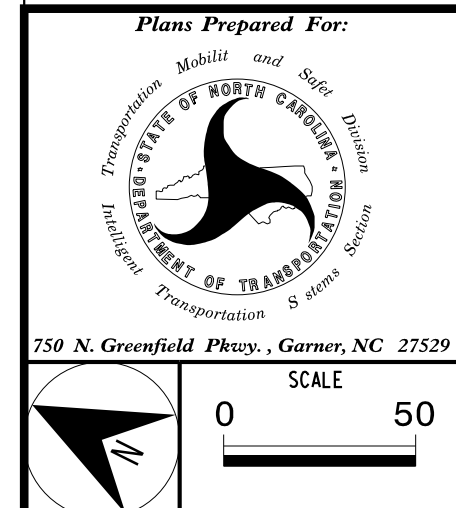 Plans Prepared For:
Transportation Mobilit and Safet Division
STATE OF NORTH CAROLINA
DEPARTMENT OF TRANSPORTATION
Intelligent Transportation S stems Section
750 N. Greenfield Pkwy. , Garner, NC 27529
N
SCALE
0 50